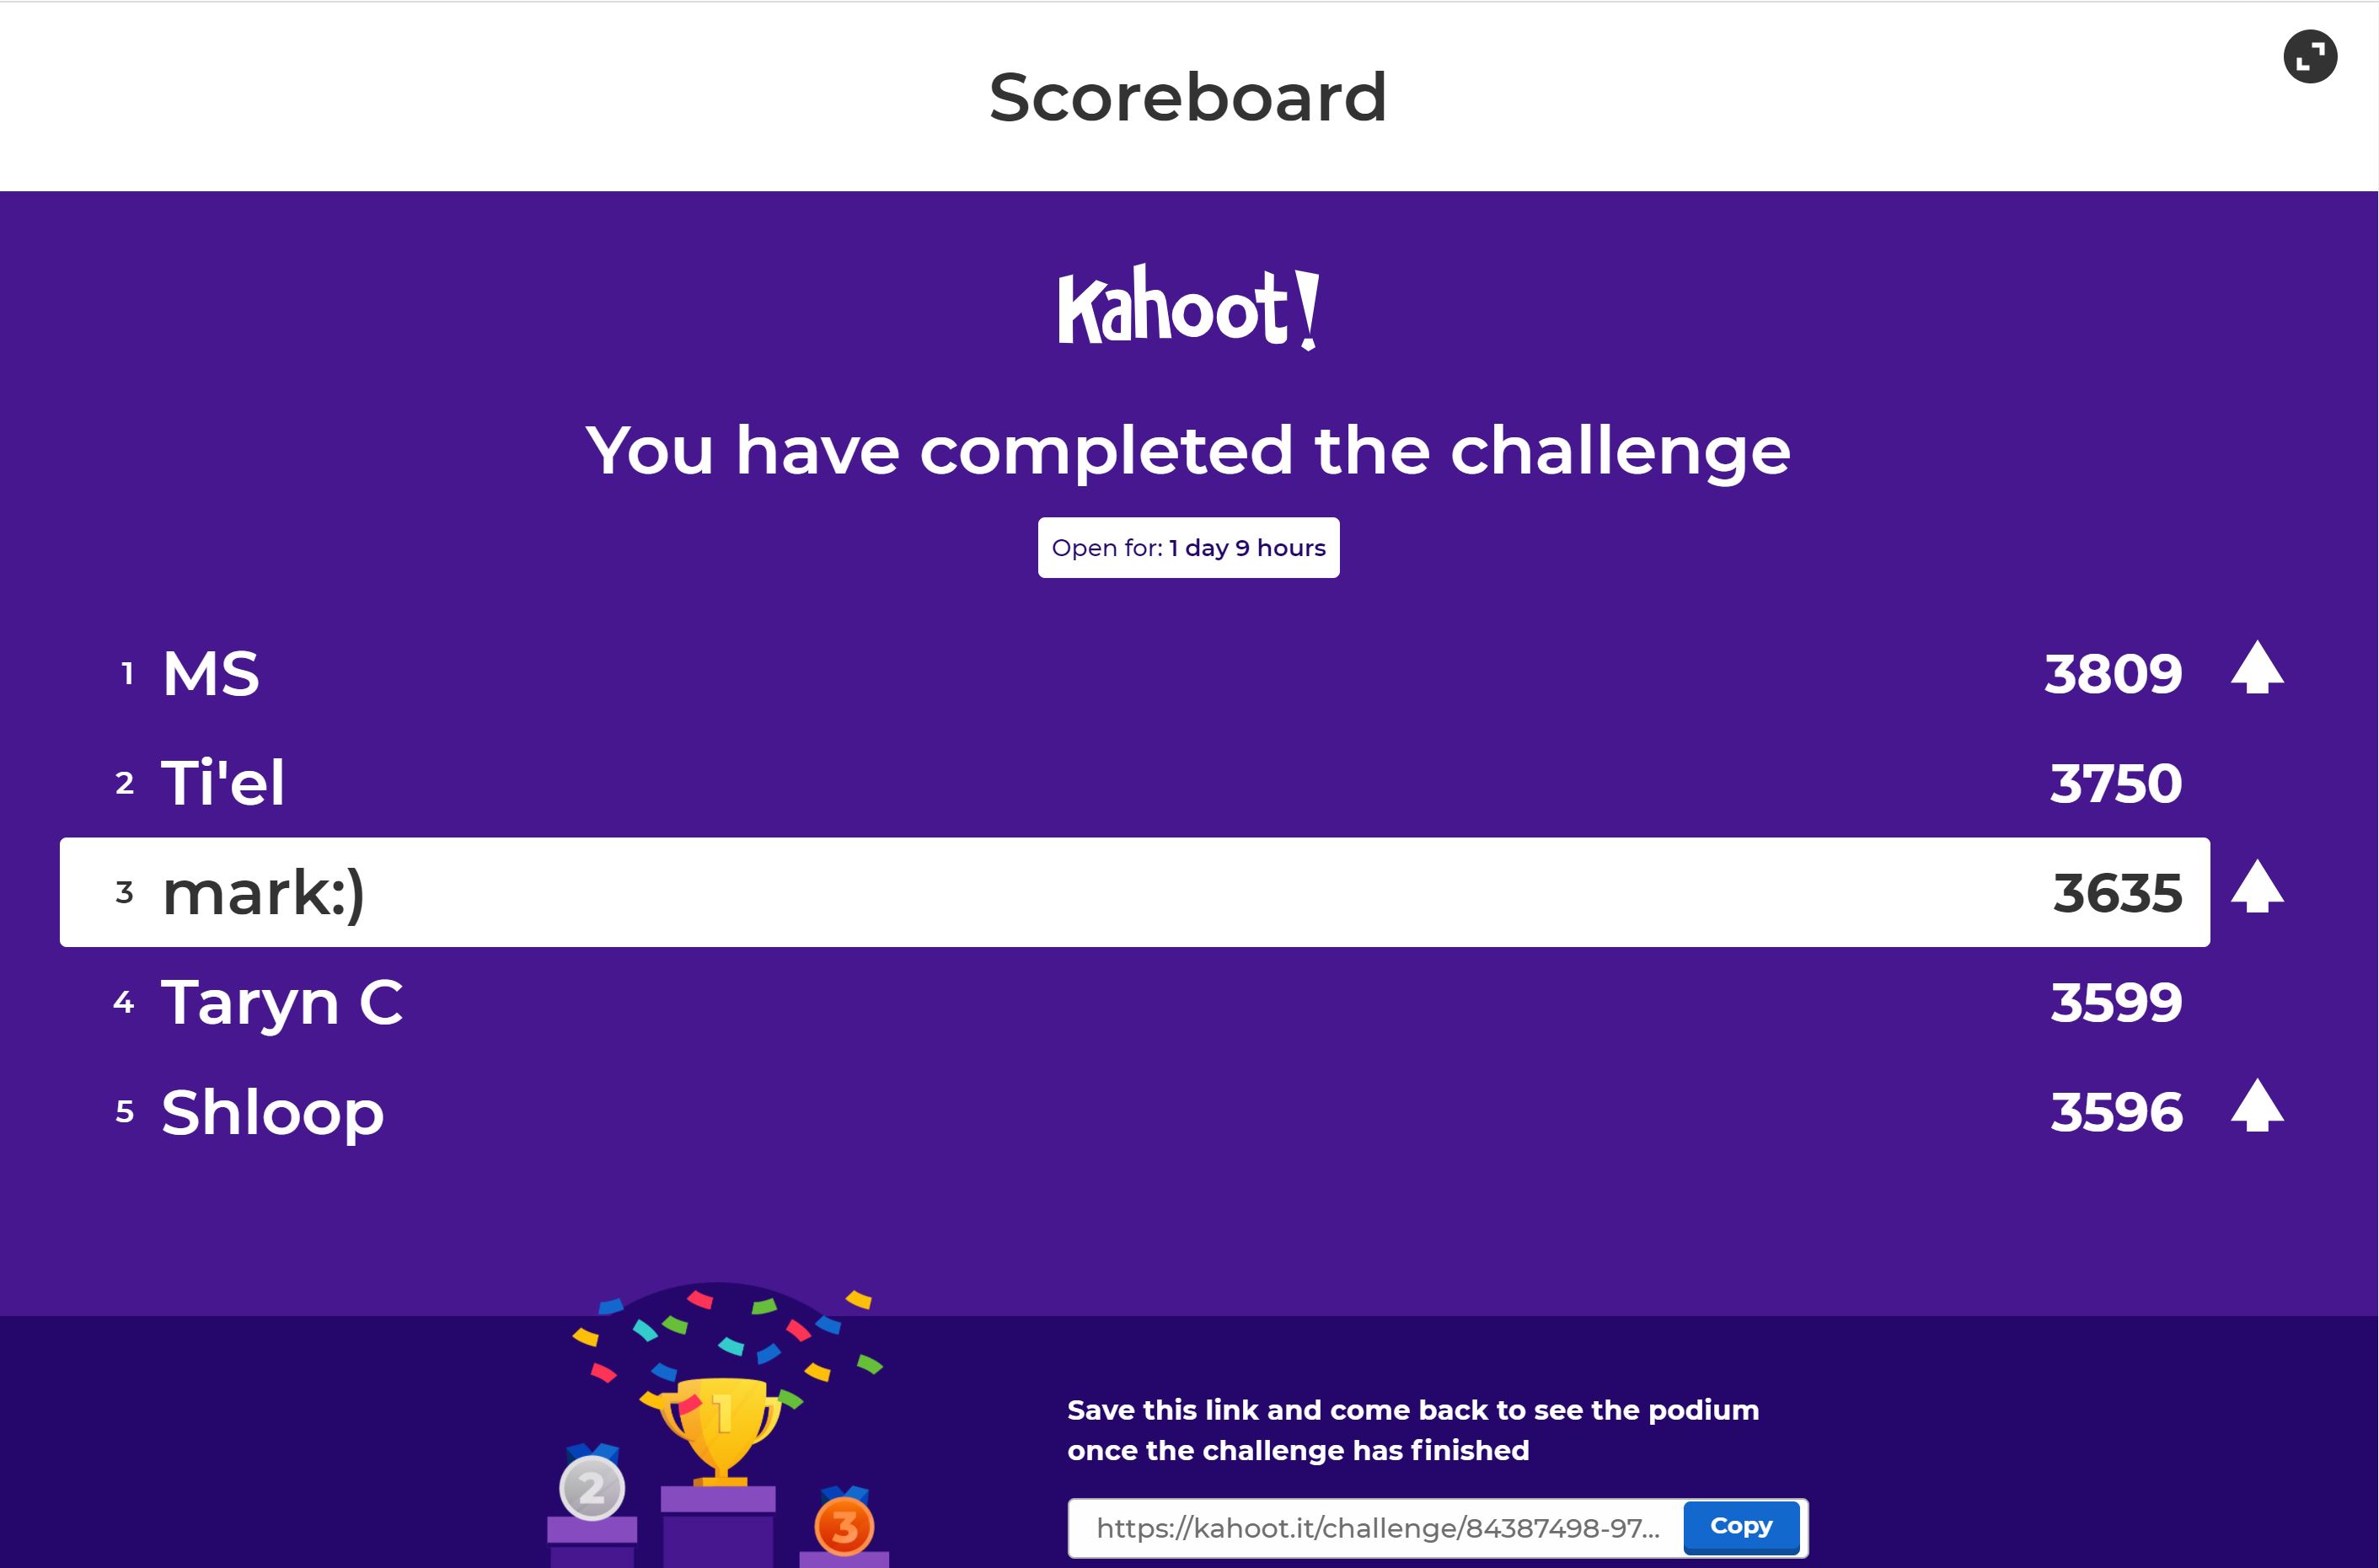 Scoreboard
Kahoot!
You have completed the challenge
Open for: 1 day 9 hours
1 MS 3809
2 Ti'el 3750
3 mark:) 3635
4 Taryn C 3599
5 Shloop 3596
1
2
3
Save this link and come back to see the podium
once the challenge has finished
https://kahoot.it/challenge/84387498-97... Copy